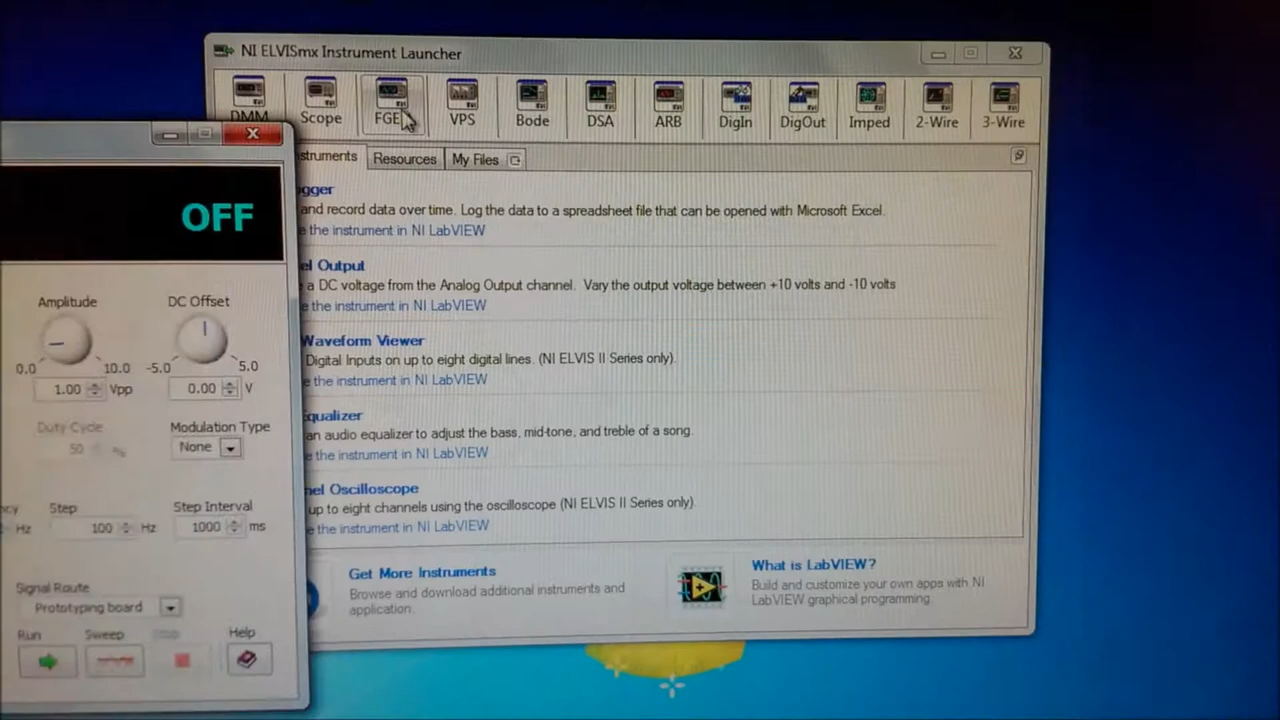 NI ELVISmx Instrument Launcher
DMM Scope FGE VPS Bode DSA ARB DigIn DigOut Imped 2-Wire 3-Wire
struments Resources My Files
gger
and record data over time. Log the data to a spreadsheet file that can be opened with Microsoft Excel.
e the instrument in NI LabVIEW
el Output
a DC voltage from the Analog Output channel. Vary the output voltage between +10 volts and -10 volts
e the instrument in NI LabVIEW
Waveform Viewer
Digital Inputs on up to eight digital lines. (NI ELVIS II Series only).
e the instrument in NI LabVIEW
qualizer
an audio equalizer to adjust the bass, mid-tone, and treble of a song.
e the instrument in NI LabVIEW
nel Oscilloscope
up to eight channels using the oscilloscope (NI ELVIS II Series only).
e the instrument in NI LabVIEW
Get More Instruments
Browse and download additional instruments and
application.
What is LabVIEW?
Build and customize your own apps with NI
LabVIEW graphical programming.
OFF
Amplitude DC Offset
0.0 10.0 -5.0 5.0
1.00 Vpp 0.00 V
Duty Cycle Modulation Type
50 % None
cy Step Step Interval
Hz 100 Hz 1000 ms
Signal Route
Prototyping board
Run Sweep Stop Help